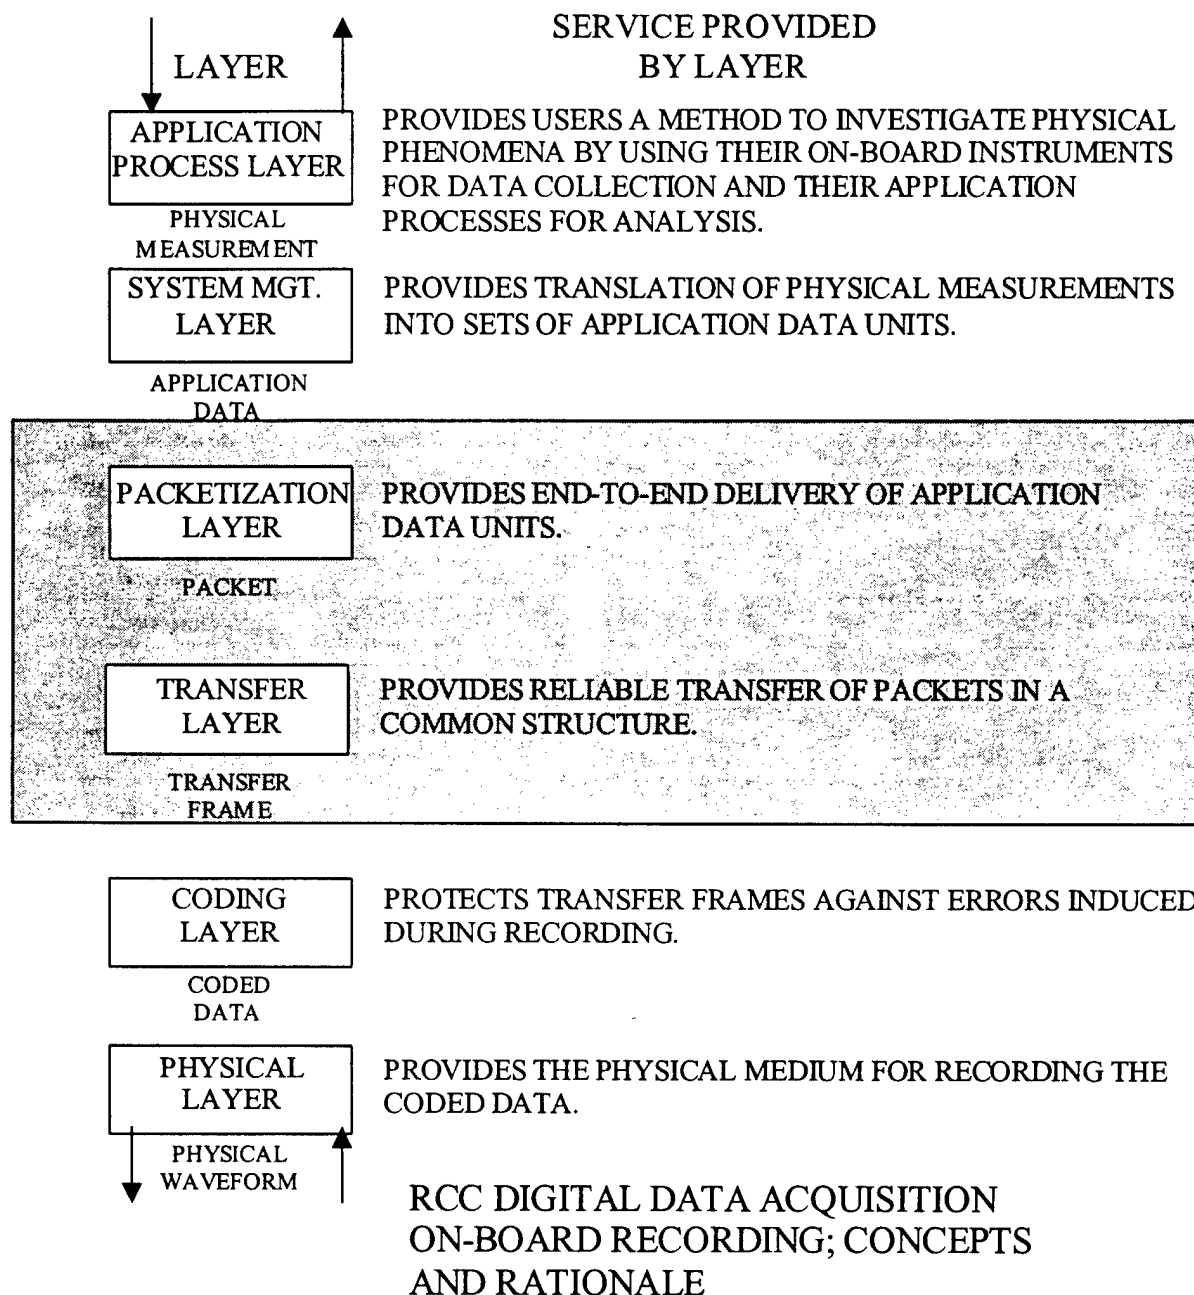 LAYER
SERVICE PROVIDED
BY LAYER
APPLICATION
PROCESS LAYER
PROVIDES USERS A METHOD TO INVESTIGATE PHYSICAL
PHENOMENA BY USING THEIR ON-BOARD INSTRUMENTS
FOR DATA COLLECTION AND THEIR APPLICATION
PROCESSES FOR ANALYSIS.
PHYSICAL
MEASUREMENT
SYSTEM MGT.
LAYER
PROVIDES TRANSLATION OF PHYSICAL MEASUREMENTS
INTO SETS OF APPLICATION DATA UNITS.
APPLICATION
DATA
PACKETIZATION
LAYER
PROVIDES END-TO-END DELIVERY OF APPLICATION
DATA UNITS.
PACKET
TRANSFER
LAYER
PROVIDES RELIABLE TRANSFER OF PACKETS IN A
COMMON STRUCTURE.
TRANSFER
FRAME
CODING
LAYER
PROTECTS TRANSFER FRAMES AGAINST ERRORS INDUCED
DURING RECORDING.
CODED
DATA
PHYSICAL
LAYER
PROVIDES THE PHYSICAL MEDIUM FOR RECORDING THE
CODED DATA.
PHYSICAL
WAVEFORM
RCC DIGITAL DATA ACQUISITION
ON-BOARD RECORDING; CONCEPTS
AND RATIONALE